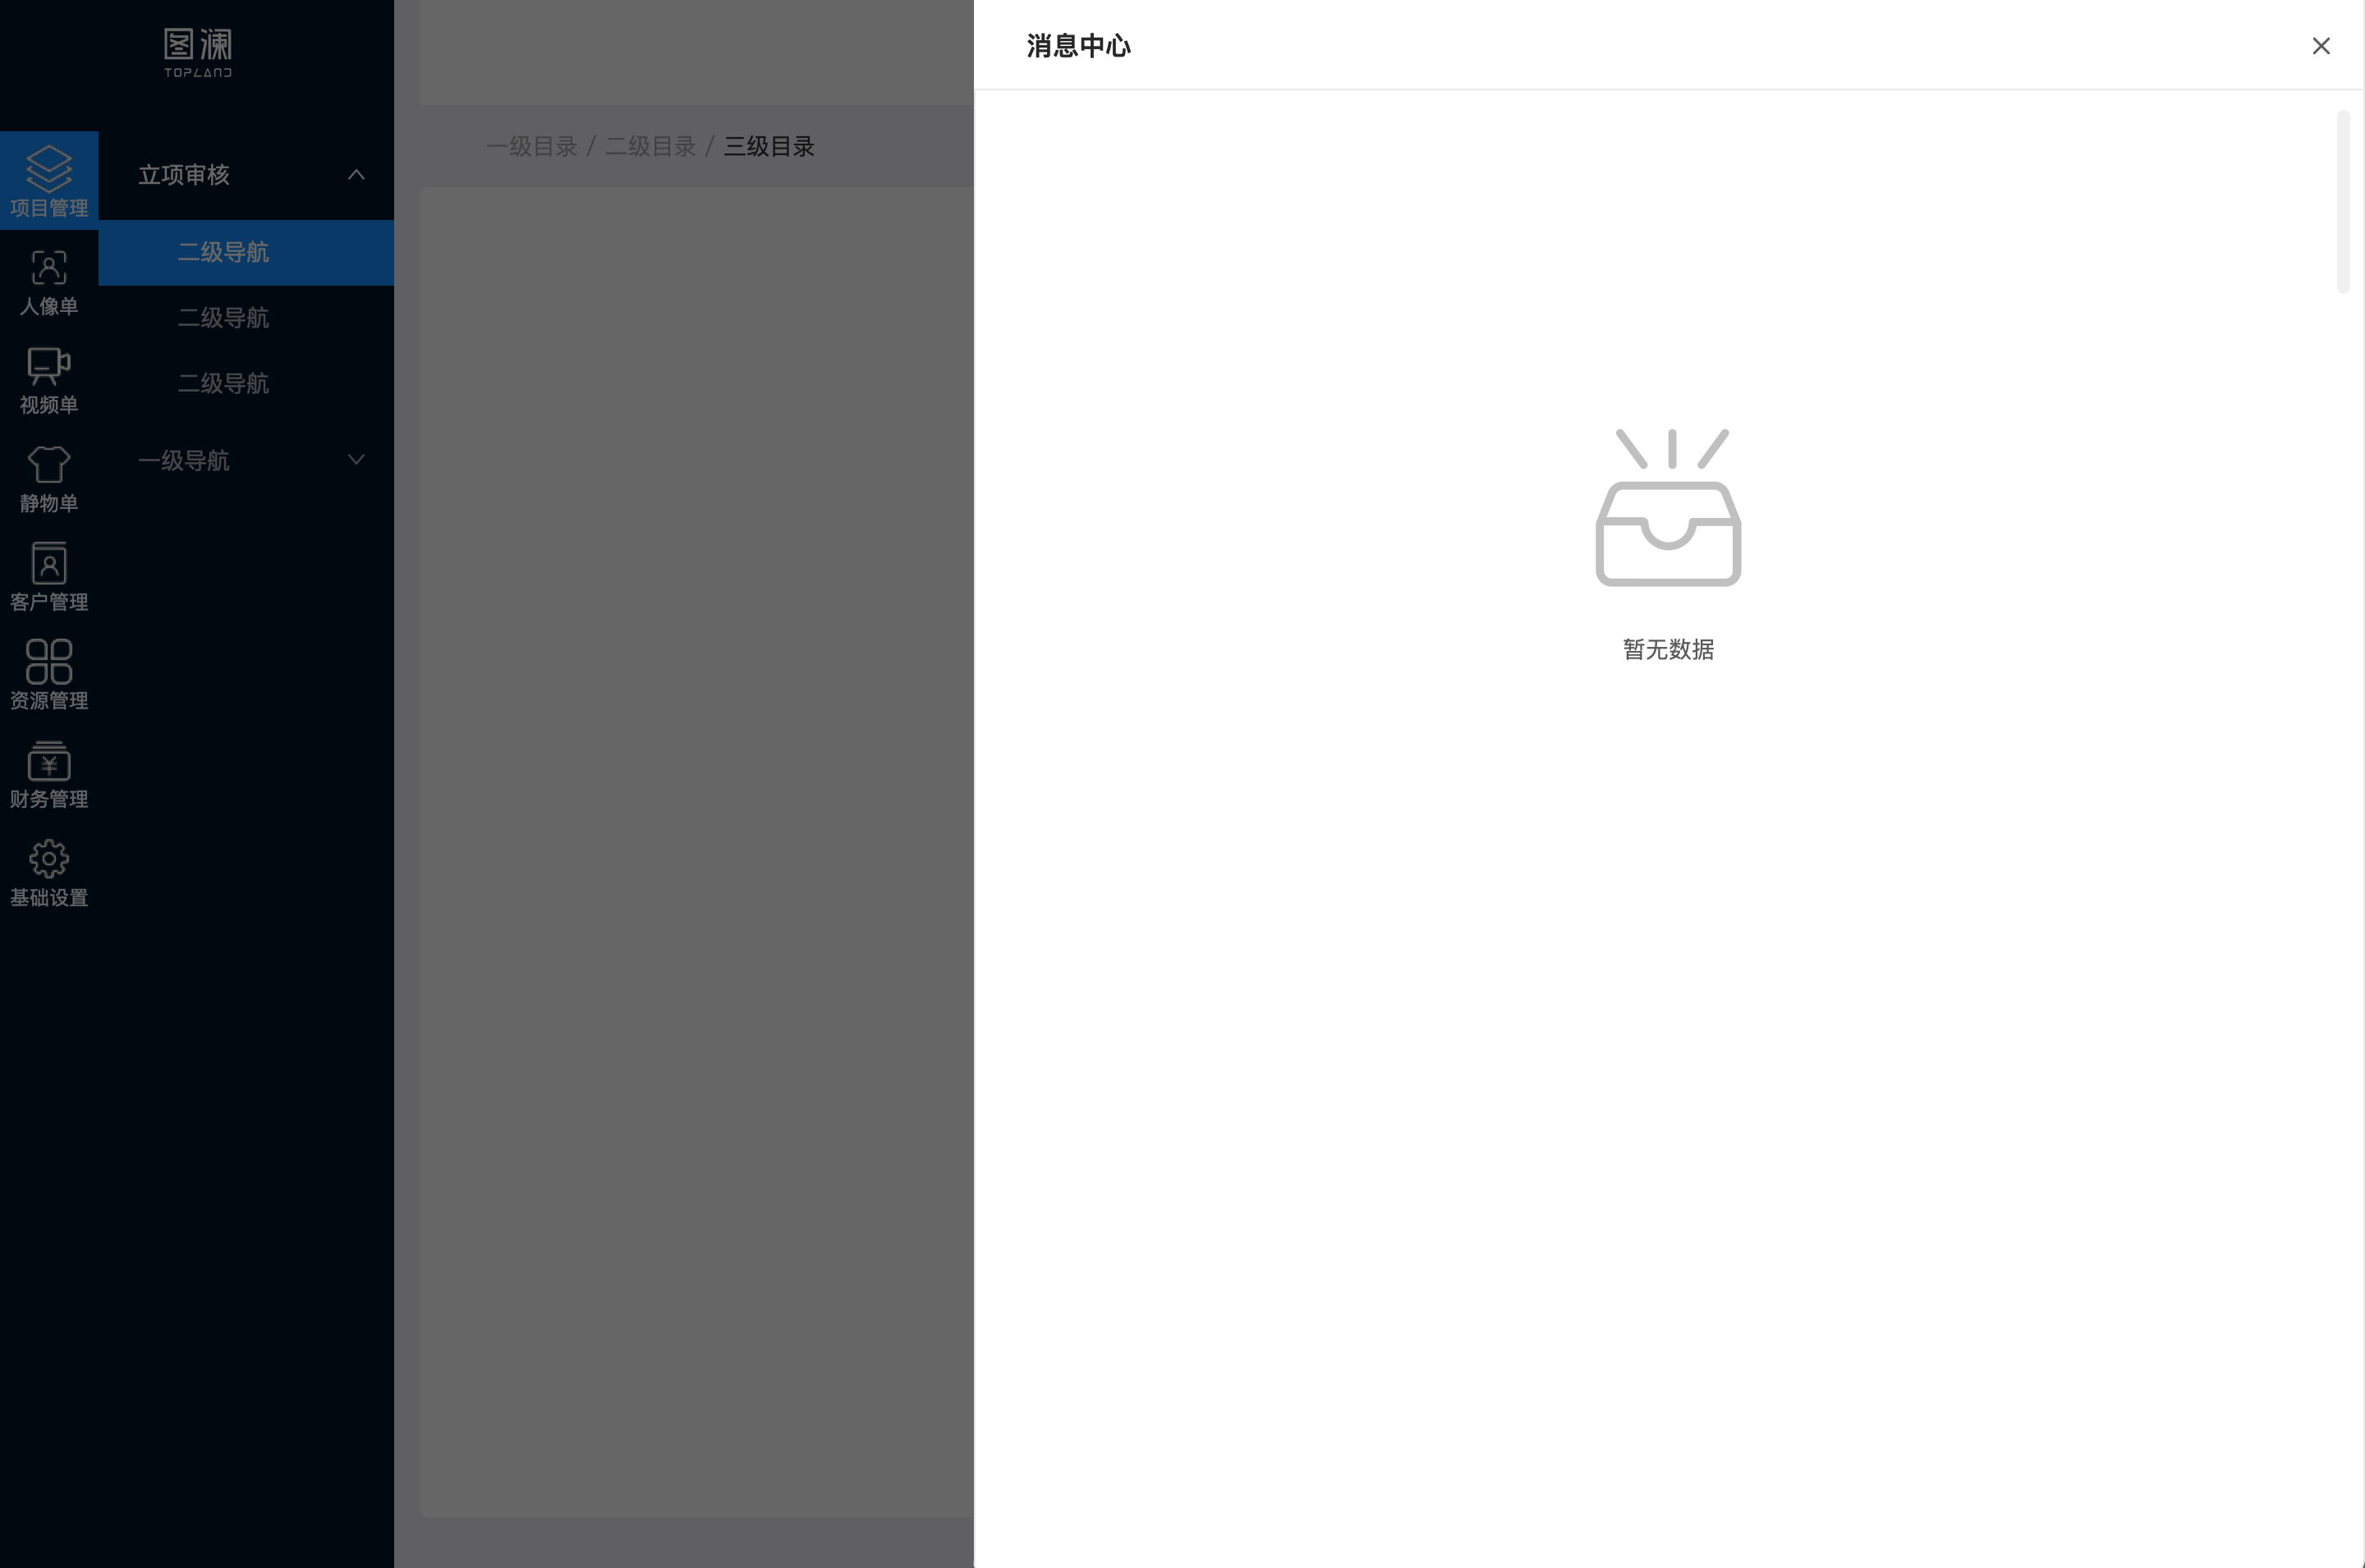 图澜
TOPLAND
项目管理
人像单
视频单
静物单
客户管理
资源管理
财务管理
基础设置
立项审核
二级导航
二级导航
二级导航
一级导航
一级目录 / 二级目录 / 三级目录
消息中心
暂无数据